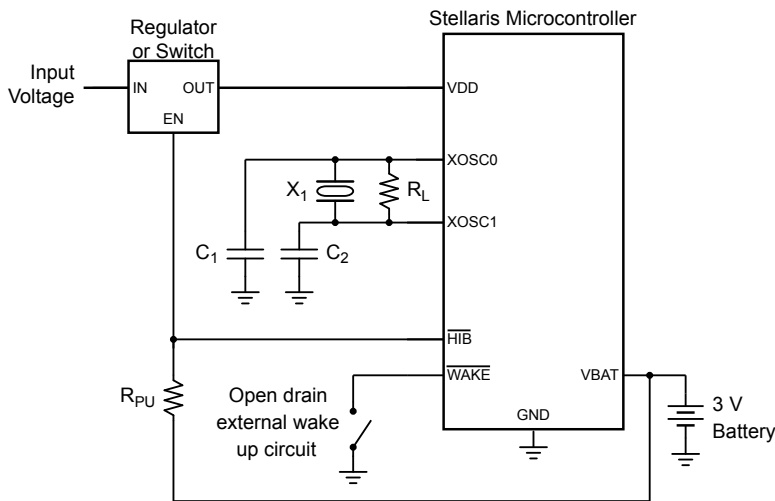 Stellaris Microcontroller
Regulator
or Switch
Input
Voltage
IN
OUT
EN
VDD
XOSC0
X1
RL
XOSC1
C1
C2
HIB
WAKE
VBAT
RPU
Open drain
external wake
up circuit
GND
3 V
Battery